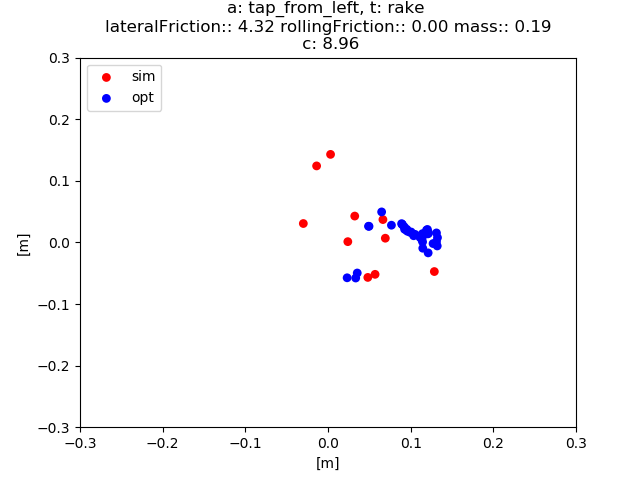 a: tap_from_left, t: rake
lateralFriction:: 4.32 rollingFriction:: 0.00 mass:: 0.19
c: 8.96
sim
opt
0.3
0.2
0.1
0.0
−0.1
−0.2
−0.3
[m]
−0.3 −0.2 −0.1 0.0 0.1 0.2 0.3
[m]